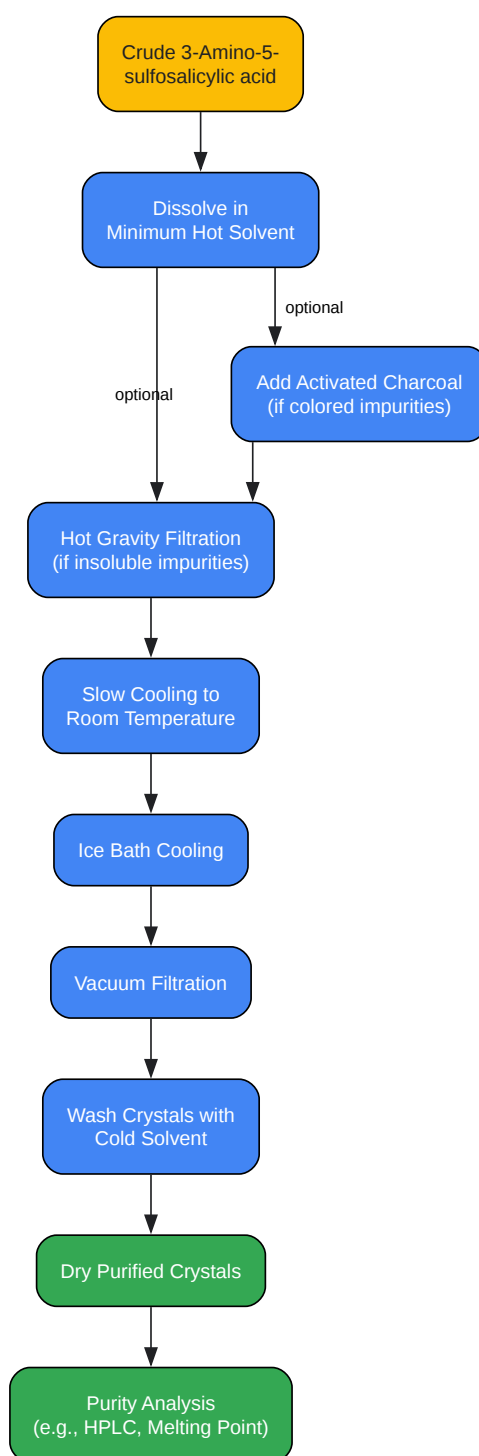 Crude 3-Amino-5-
sulfosalicylic acid
Dissolve in
Minimum Hot Solvent
optional
Add Activated Charcoal
(if colored impurities)
optional
Hot Gravity Filtration
(if insoluble impurities)
Slow Cooling to
Room Temperature
Ice Bath Cooling
Vacuum Filtration
Wash Crystals with
Cold Solvent
Dry Purified Crystals
Purity Analysis
(e.g., HPLC, Melting Point)